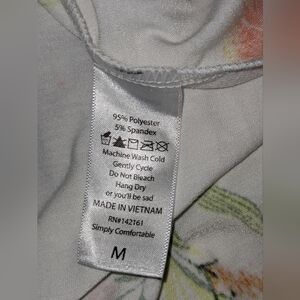 95% Polyester
5% Spandex
Machine Wash Cold
Gently Cycle
Do Not Bleach
Hang Dry
or you'll be sad
MADE IN VIETNAM
RN#142161
Simply Comfortable
M